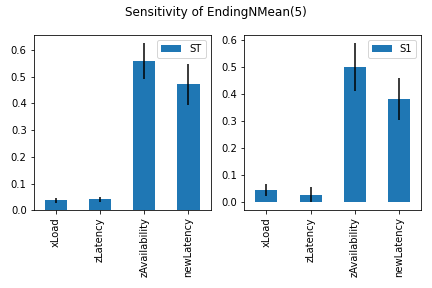 Sensitivity of EndingNMean(5)
ST
0.6
0.5
0.4
0.3
0.2
0.1
0.0
xLoad
zLatency
zAvailability
newLatency
S1
0.6
0.5
0.4
0.3
0.2
0.1
0.0
xLoad
zLatency
zAvailability
newLatency